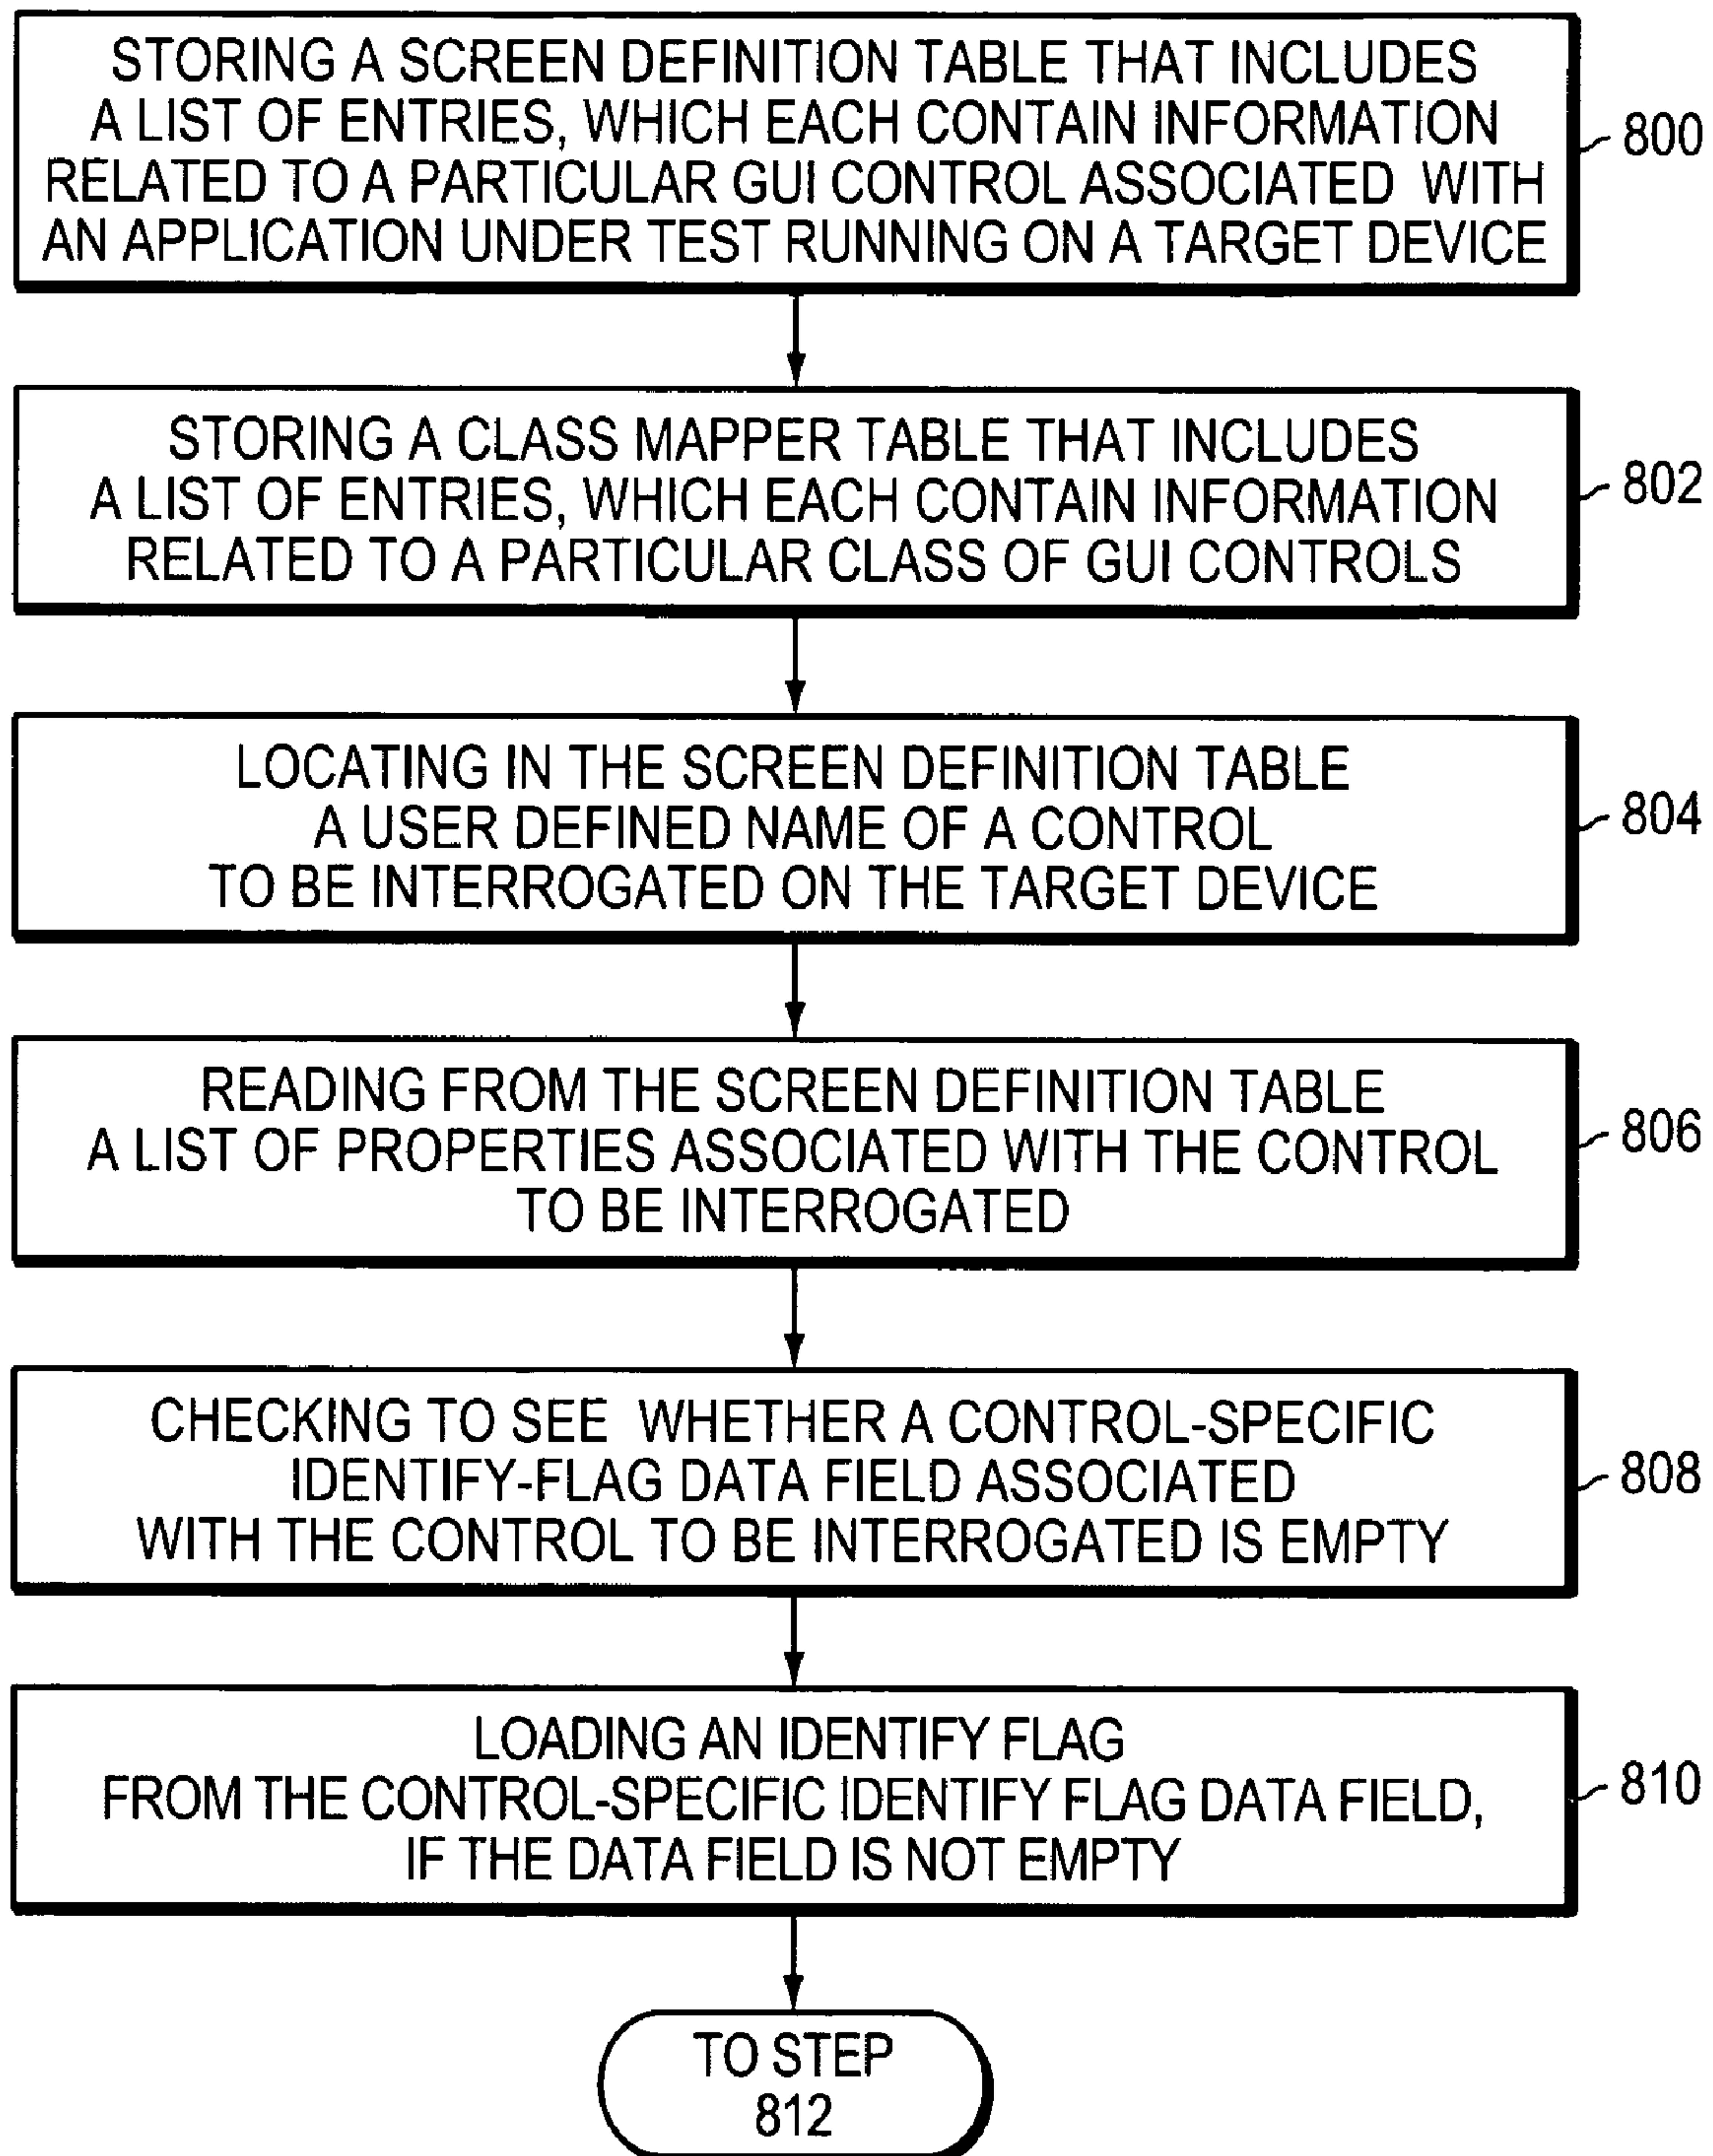 STORING A SCREEN DEFINITION TABLE THAT INCLUDES
A LIST OF ENTRIES, WHICH EACH CONTAIN INFORMATION
RELATED TO A PARTICULAR GUI CONTROL ASSOCIATED WITH
AN APPLICATION UNDER TEST RUNNING ON A TARGET DEVICE
800
STORING A CLASS MAPPER TABLE THAT INCLUDES
A LIST OF ENTRIES, WHICH EACH CONTAIN INFORMATION
RELATED TO A PARTICULAR CLASS OF GUI CONTROLS
802
LOCATING IN THE SCREEN DEFINITION TABLE
A USER DEFINED NAME OF A CONTROL
TO BE INTERROGATED ON THE TARGET DEVICE
804
READING FROM THE SCREEN DEFINITION TABLE
A LIST OF PROPERTIES ASSOCIATED WITH THE CONTROL
TO BE INTERROGATED
806
CHECKING TO SEE WHETHER A CONTROL-SPECIFIC
IDENTIFY-FLAG DATA FIELD ASSOCIATED
WITH THE CONTROL TO BE INTERROGATED IS EMPTY
808
LOADING AN IDENTIFY FLAG
FROM THE CONTROL-SPECIFIC IDENTIFY FLAG DATA FIELD,
IF THE DATA FIELD IS NOT EMPTY
810
TO STEP
812